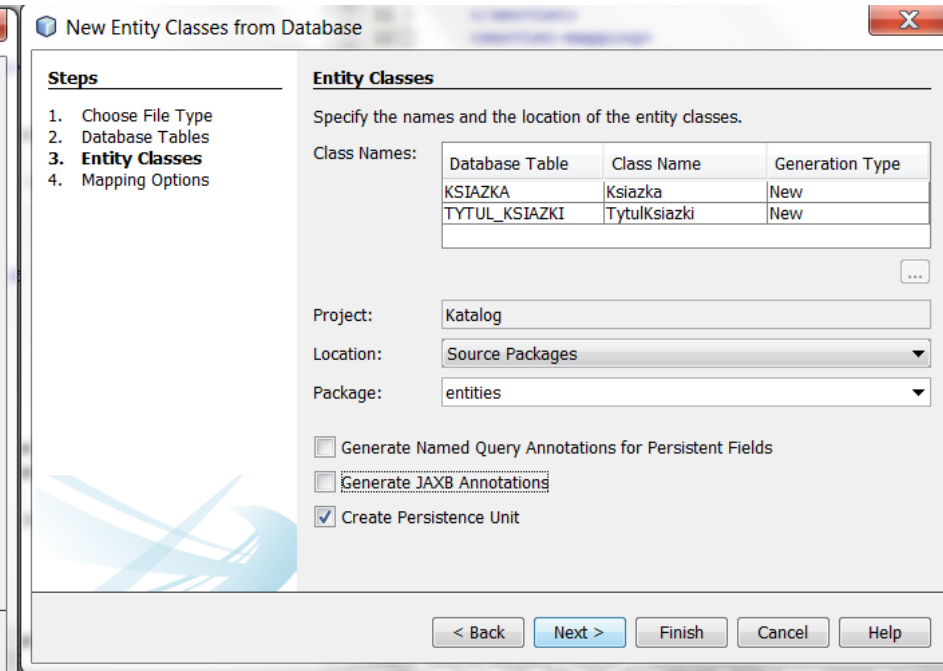 New Entity Classes from Database
Steps
1. Choose File Type
2. Database Tables
3. Entity Classes
4. Mapping Options
Entity Classes
Specify the names and the location of the entity classes.
Class Names:
Database Table Class Name Generation Type
KSIAZKA Ksiazka New
TYTUL_KSIAZKI TytulKsiazki New
...
Project: Katalog
Location: Source Packages
Package: entities
Generate Named Query Annotations for Persistent Fields
Generate JAXB Annotations
Create Persistence Unit
< Back Next > Finish Cancel Help